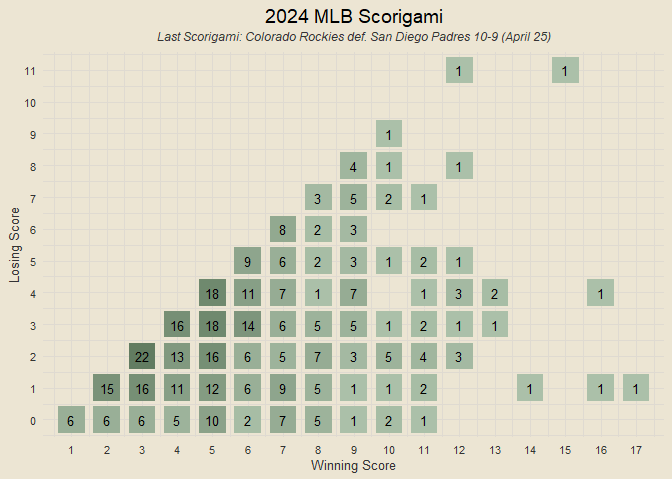 2024 MLB Scorigami
Last Scorigami: Colorado Rockies def. San Diego Padres 10-9 (April 25)
11 1 1
10
9 1
8 4 1 1
7 3 5 2 1
6 8 2 3
5 9 6 2 3 1 2 1
4 18 11 7 1 7 1 3 2 1
3 16 18 14 6 5 5 1 2 1 1
2 22 13 16 6 5 7 3 5 4 3
1 15 16 11 12 6 9 5 1 1 2 1 1 1
0 6 6 6 5 10 2 7 5 1 2 1
1 2 3 4 5 6 7 8 9 10 11 12 13 14 15 16 17
Winning Score
Losing Score